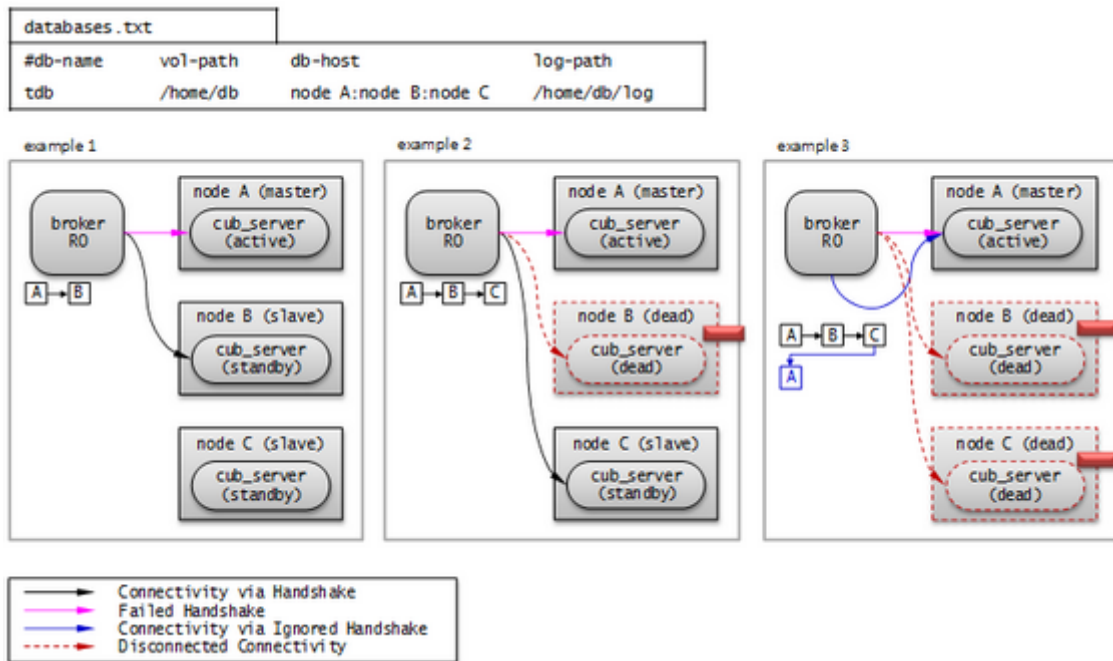 databases.txt
#db-name vol-path db-host log-path
tdb /home/db node A:node B:node C /home/db/log
example 1
node A (master)
broker
RO
cub_server
(active)
A B
node B (slave)
cub_server
(standby)
node C (slave)
cub_server
(standby)
example 2
node A (master)
broker
RO
cub_server
(active)
A B C
node B (dead)
cub_server
(dead)
node C (slave)
cub_server
(standby)
example 3
node A (master)
broker
RO
cub_server
(active)
A B C
A
node B (dead)
cub_server
(dead)
node C (dead)
cub_server
(dead)
Connectivity via Handshake
Failed Handshake
Connectivity via Ignored Handshake
Disconnected Connectivity